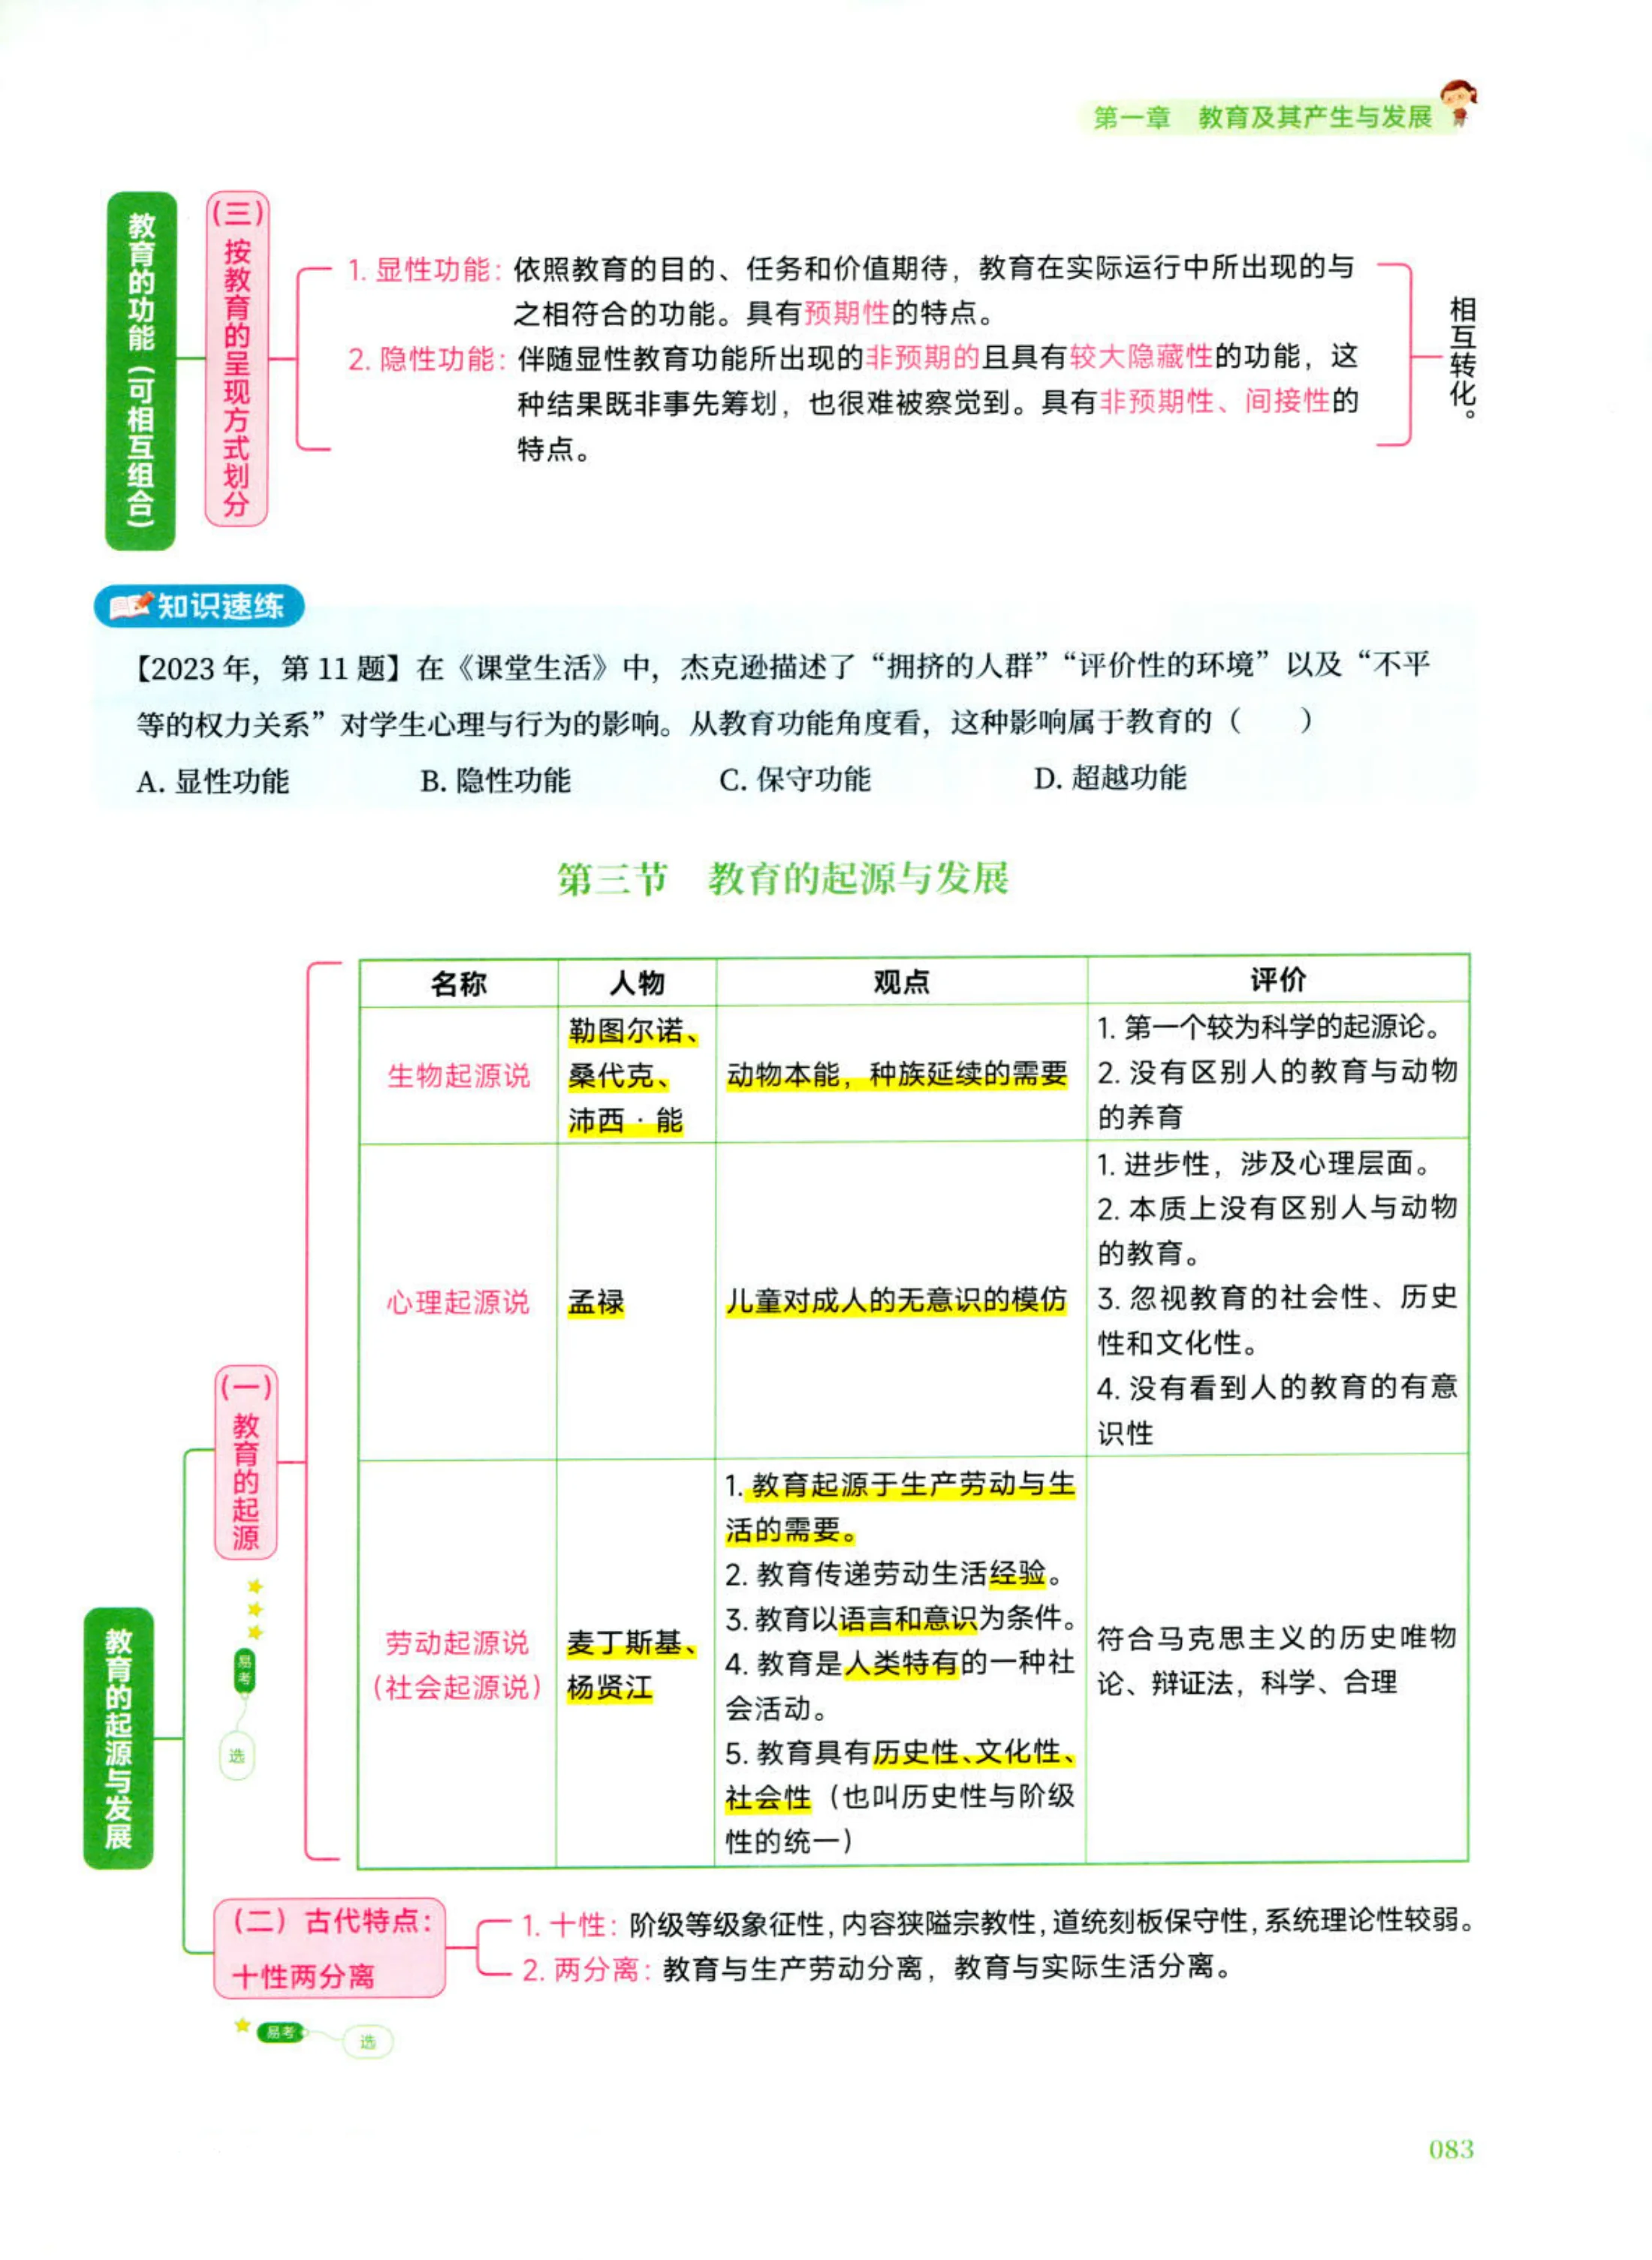 第一章 教育及其产生与发展
教育的功能(可相互组合)
(三)按教育的呈现方式划分
1. 显性功能：依照教育的目的、任务和价值期待，教育在实际运行中所出现的与
之相符合的功能。具有预期性的特点。
2. 隐性功能：伴随显性教育功能所出现的非预期的且具有较大隐藏性的功能，这
种结果既非事先筹划，也很难被察觉到。具有非预期性、间接性的
特点。
相互转化。
知识速练
【2023 年，第 11 题】在《课堂生活》中，杰克逊描述了“拥挤的人群”“评价性的环境”以及“不平
等的权力关系”对学生心理与行为的影响。从教育功能角度看，这种影响属于教育的（　　）
A. 显性功能 B. 隐性功能 C. 保守功能 D. 超越功能
第三节 教育的起源与发展
教育的起源与发展
(一)教育的起源
易考
选
名称 人物 观点 评价
生物起源说
勒图尔诺、
桑代克、
沛西·能
动物本能，种族延续的需要
1. 第一个较为科学的起源论。
2. 没有区别人的教育与动物
的养育
心理起源说
孟禄
儿童对成人的无意识的模仿
1. 进步性，涉及心理层面。
2. 本质上没有区别人与动物
的教育。
3. 忽视教育的社会性、历史
性和文化性。
4. 没有看到人的教育的有意
识性
劳动起源说
（社会起源说）
麦丁斯基、
杨贤江
1. 教育起源于生产劳动与生
活的需要。
2. 教育传递劳动生活经验。
3. 教育以语言和意识为条件。
4. 教育是人类特有的一种社
会活动。
5. 教育具有历史性、文化性、
社会性（也叫历史性与阶级
性的统一）
符合马克思主义的历史唯物
论、辩证法，科学、合理
（二）古代特点：
十性两分离
易考
选
1. 十性：阶级等级象征性，内容狭隘宗教性，道统刻板保守性，系统理论性较弱。
2. 两分离：教育与生产劳动分离，教育与实际生活分离。
083